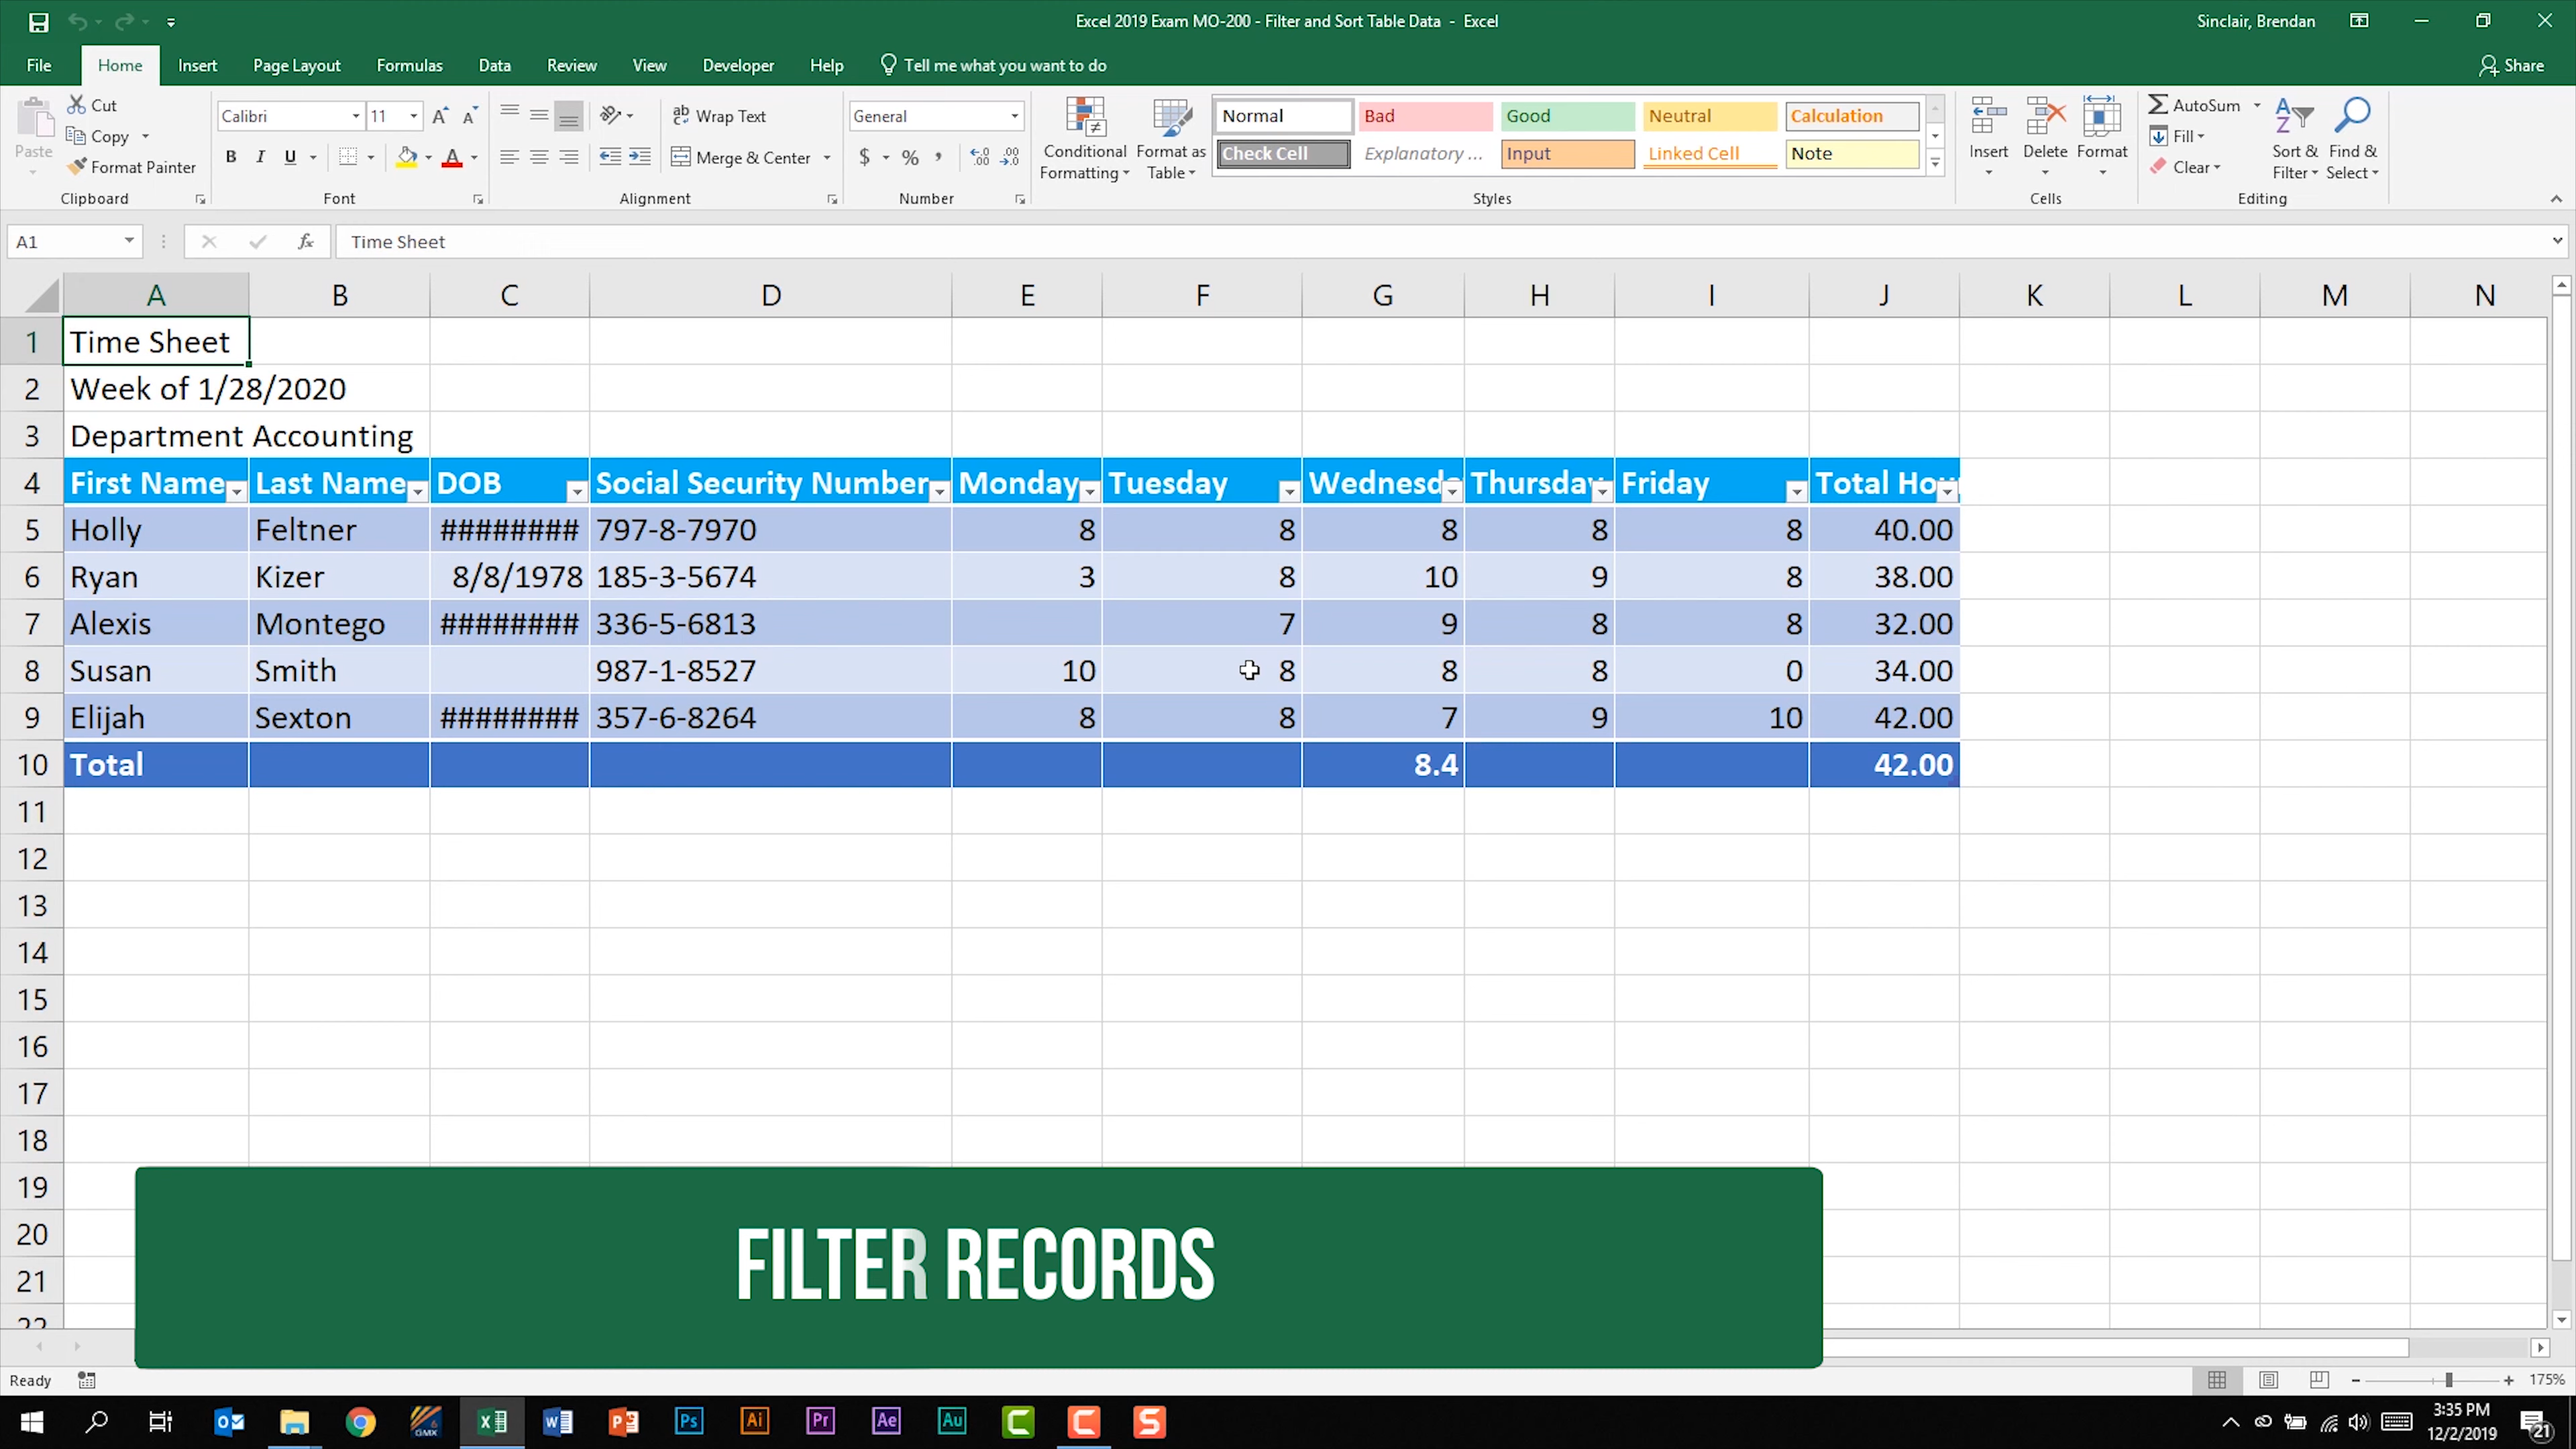 Excel 2019 Exam MO-200 - Filter and Sort Table Data - Excel
Sinclair, Brendan
File Home Insert Page Layout Formulas Data Review View Developer Help Tell me what you want to do Share
Paste
Cut
Copy
Format Painter
Clipboard
Calibri 11
B I U
Font
Wrap Text
Merge & Center
Alignment
General
$ % ,
Number
Conditional Formatting
Format as Table
Normal Bad Good Neutral Calculation
Check Cell Explanatory ... Input Linked Cell Note
Styles
Insert Delete Format
Cells
AutoSum
Fill
Clear
Sort & Filter
Find & Select
Editing
A1 fx Time Sheet
A B C D E F G H I J K L M N
1 Time Sheet
2 Week of 1/28/2020
3 Department Accounting
4 First Name Last Name DOB Social Security Number Monday Tuesday Wednesd Thursday Friday Total Hou
5 Holly Feltner ######## 797-8-7970 8 8 8 8 8 40.00
6 Ryan Kizer 8/8/1978 185-3-5674 3 8 10 9 8 38.00
7 Alexis Montego ######## 336-5-6813 7 9 8 8 32.00
8 Susan Smith 987-1-8527 10 8 8 8 0 34.00
9 Elijah Sexton ######## 357-6-8264 8 8 7 9 10 42.00
10 Total 8.4 42.00
11
12
13
14
15
16
17
18
19
20
21
22
FILTER RECORDS
Ready
175%
Ps Ai Pr Ae Au
3:35 PM
12/2/2019
21